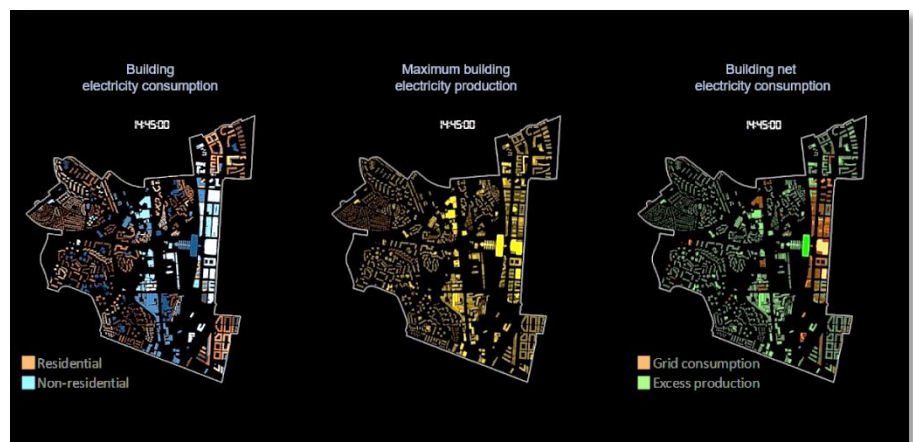 Building
electricity consumption
Maximum building
electricity production
Building net
electricity consumption
14:45:00
14:45:00
14:45:00
Residential
Non-residential
Grid consumption
Excess production